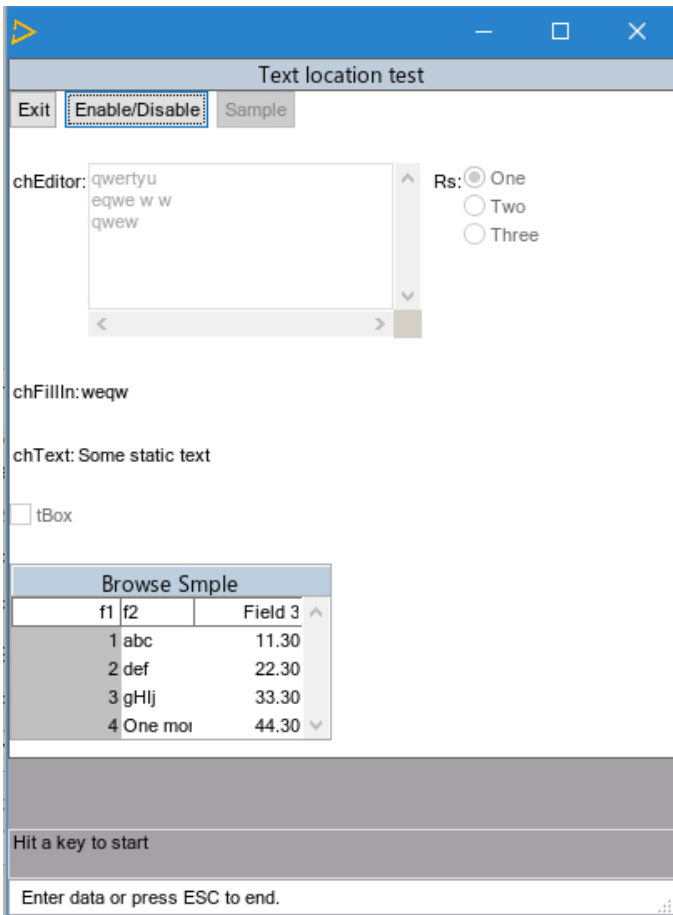 Text location test
Exit Enable/Disable Sample
chEditor: qwertyu
eqwe w w
qwew
Rs: One
Two
Three
chFillIn: weqw
chText: Some static text
tBox
Browse Smple
f1 f2 Field 3
1 abc 11.30
2 def 22.30
3 gHIj 33.30
4 One mor 44.30
Hit a key to start
Enter data or press ESC to end.